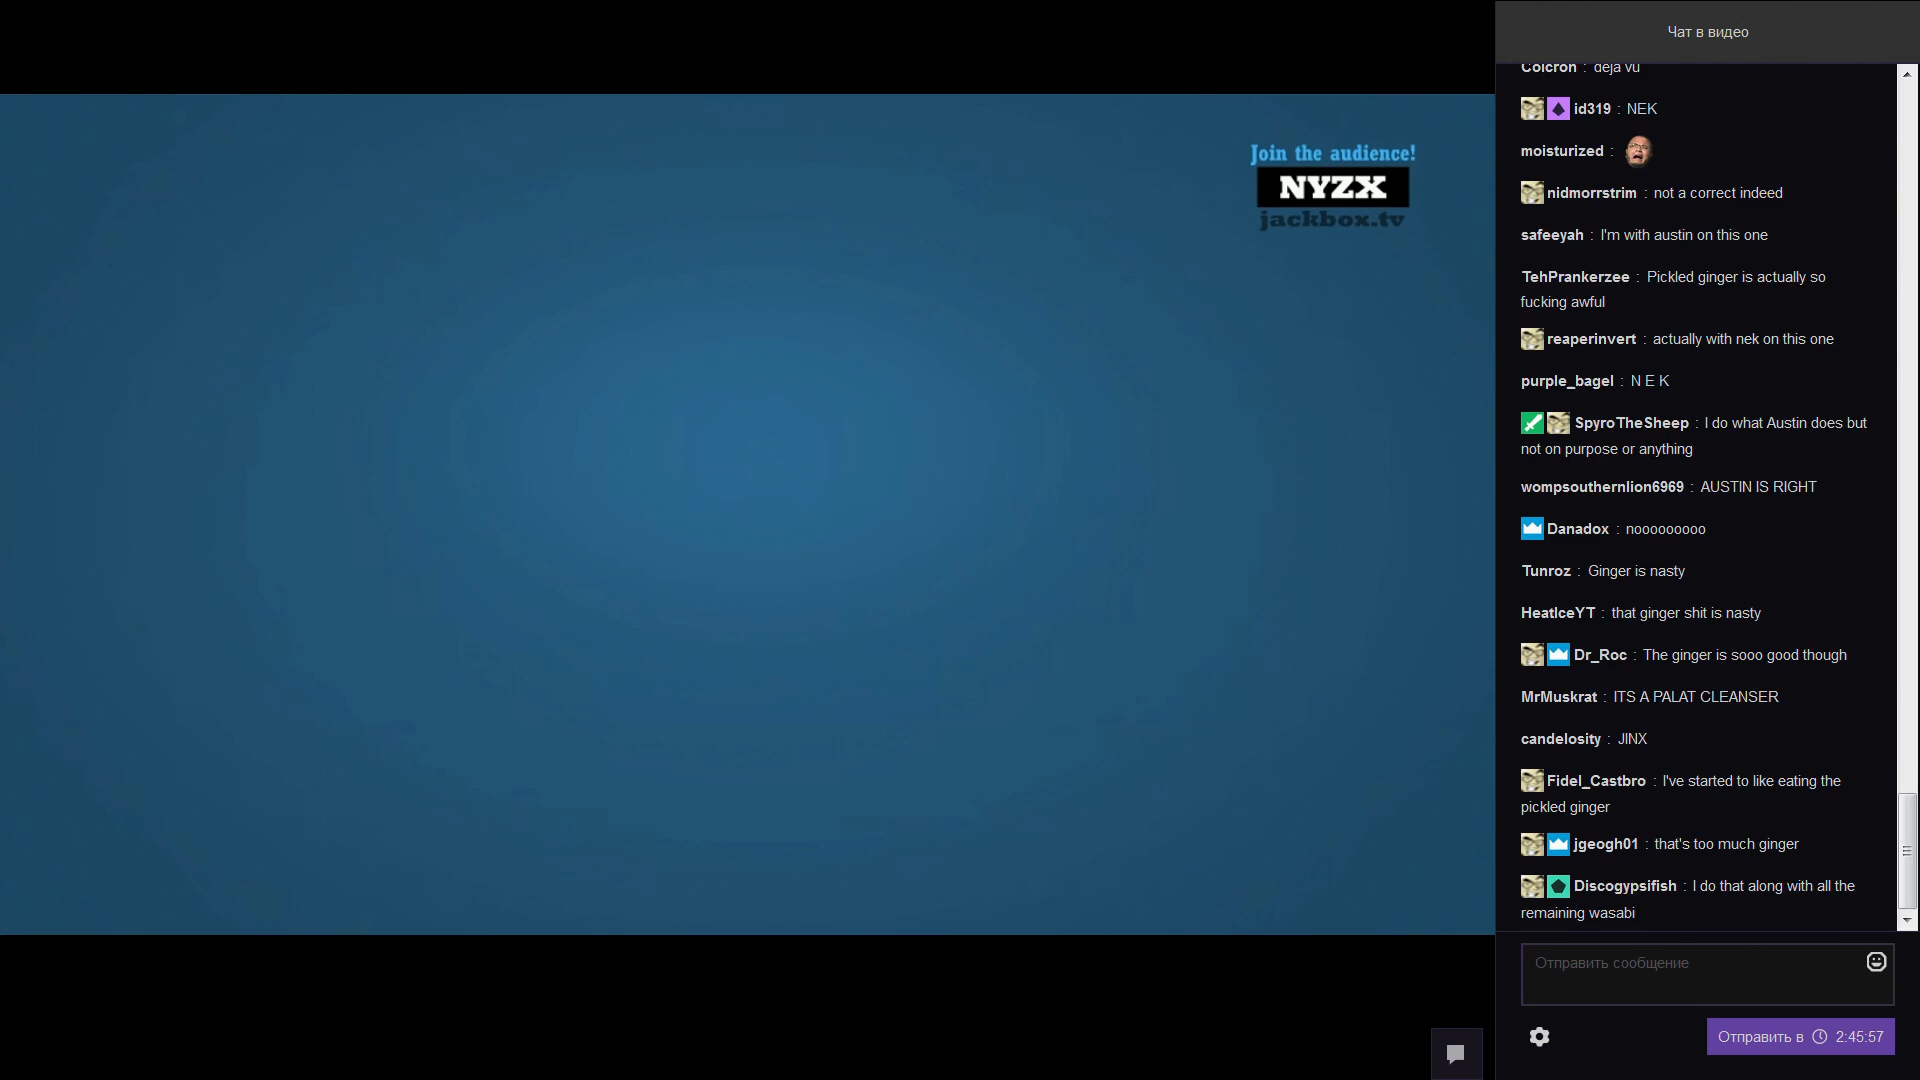 Join the audience!
NYZX
jackbox.tv
Чат в видео
Colcron : deja vu
id319 : NEK
moisturized :
nidmorrstrim : not a correct indeed
safeeyah : I'm with austin on this one
TehPrankerzee : Pickled ginger is actually so
fucking awful
reaperinvert : actually with nek on this one
purple_bagel : N E K
SpyroTheSheep : I do what Austin does but
not on purpose or anything
wompsouthernlion6969 : AUSTIN IS RIGHT
Danadox : nooooooooo
Tunroz : Ginger is nasty
HeatIceYT : that ginger shit is nasty
Dr_Roc : The ginger is sooo good though
MrMuskrat : ITS A PALAT CLEANSER
candelosity : JINX
Fidel_Castbro : I've started to like eating the
pickled ginger
jgeogh01 : that's too much ginger
Discogypsifish : I do that along with all the
remaining wasabi
Отправить сообщение
Отправить в 2:45:57